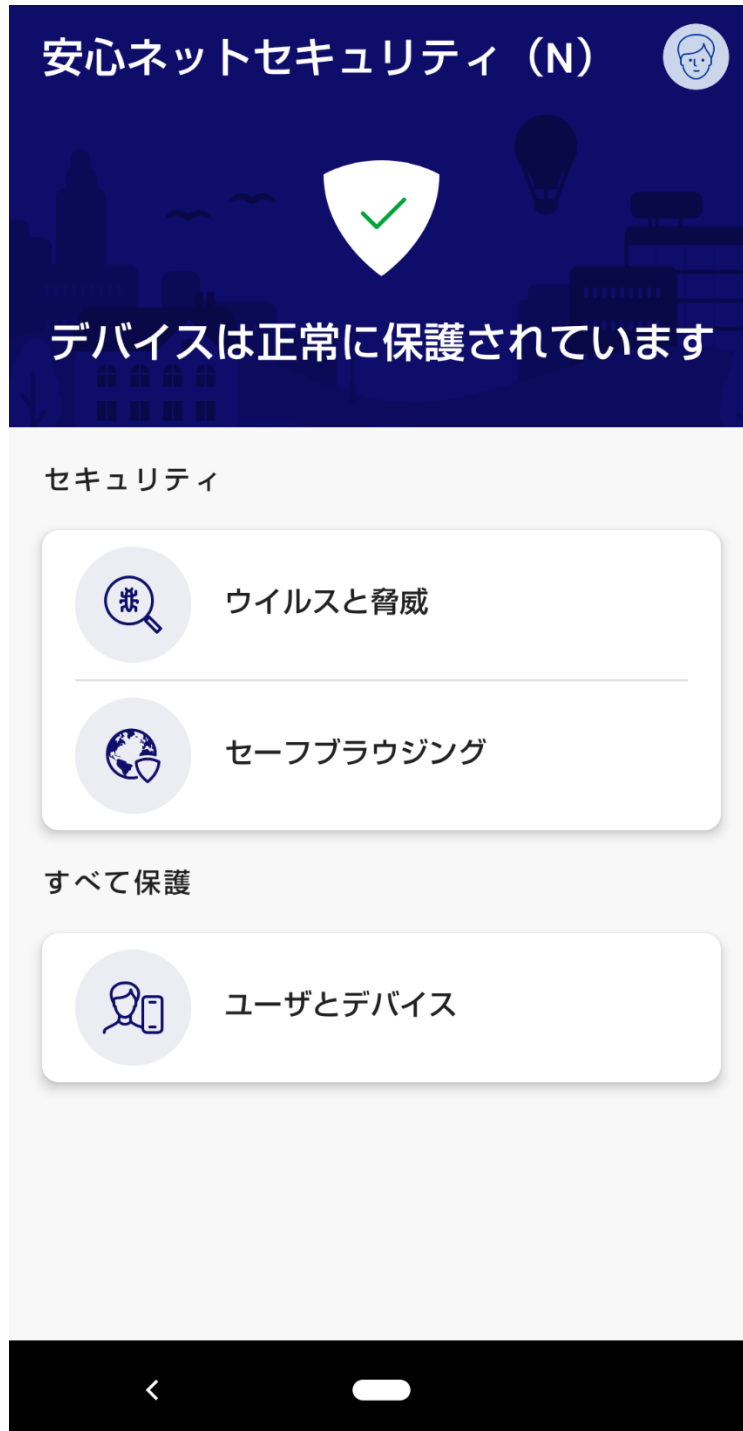 安心ネットセキュリティ（N）
デバイスは正常に保護されています
セキュリティ
ウイルスと脅威
セーフブラウジング
すべて保護
ユーザとデバイス